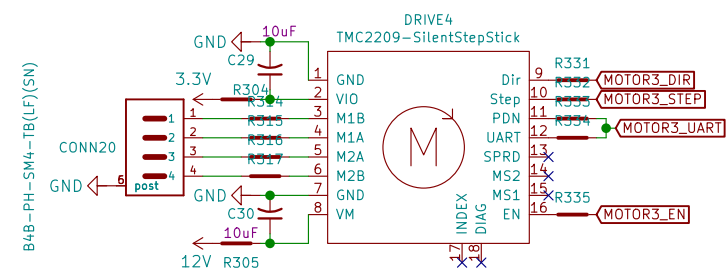 DRIVE4
TMC2209-SilentStepStick
10uF
GND
C29
3.3V
R304
R314
R315
R316
R317
B4B-PH-SM4-TB(LF)(SN)
CONN20
1
2
3
4
1
2
3
4
post
GND
GND
C30
10uF
12V
R305
1 GND
2 VIO
3 M1B
4 M1A
5 M2A
6 M2B
7 GND
8 VM
M
Dir 9
Step 10
PDN 11
UART 12
SPRD 13
MS2 14
MS1 15
EN 16
INDEX 17
DIAG 18
R331
R332
R333
R334
R335
MOTOR3_DIR
MOTOR3_STEP
MOTOR3_UART
MOTOR3_EN